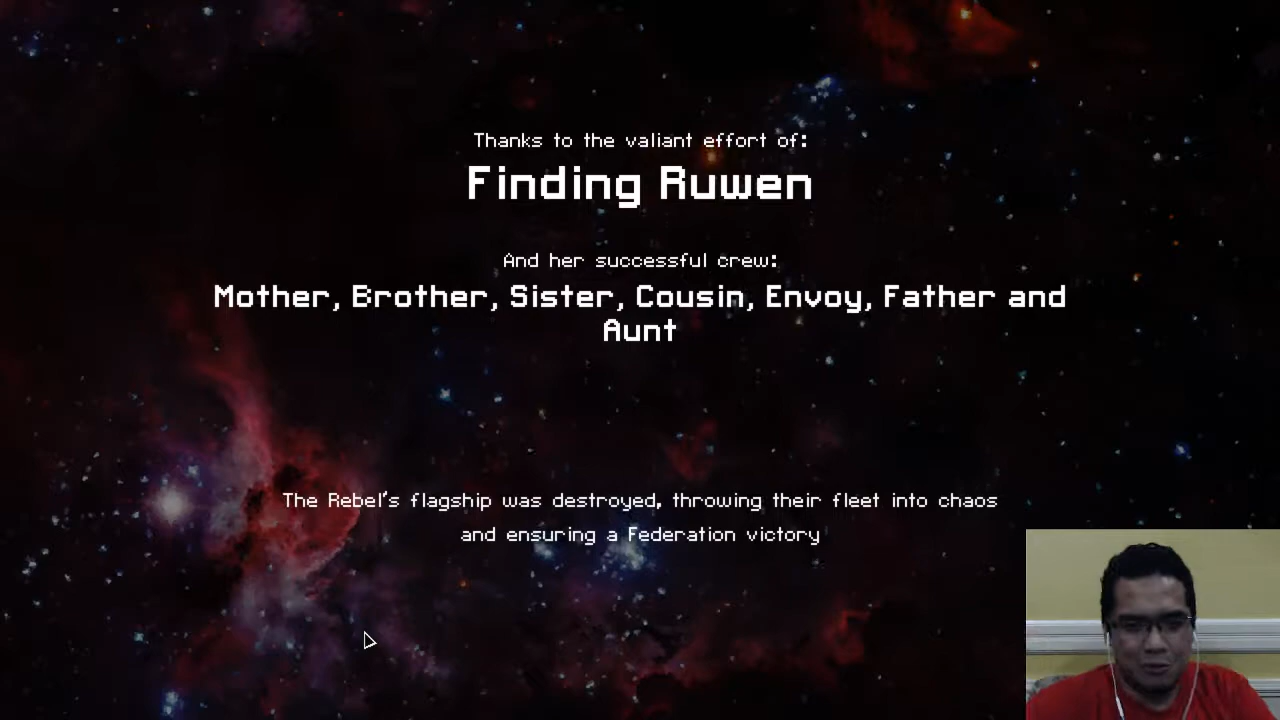 Thanks to the valiant effort of:
Finding Ruwen
And her successful crew:
Mother, Brother, Sister, Cousin, Envoy, Father and
Aunt
The Rebel's flagship was destroyed, throwing their fleet into chaos
and ensuring a Federation victory